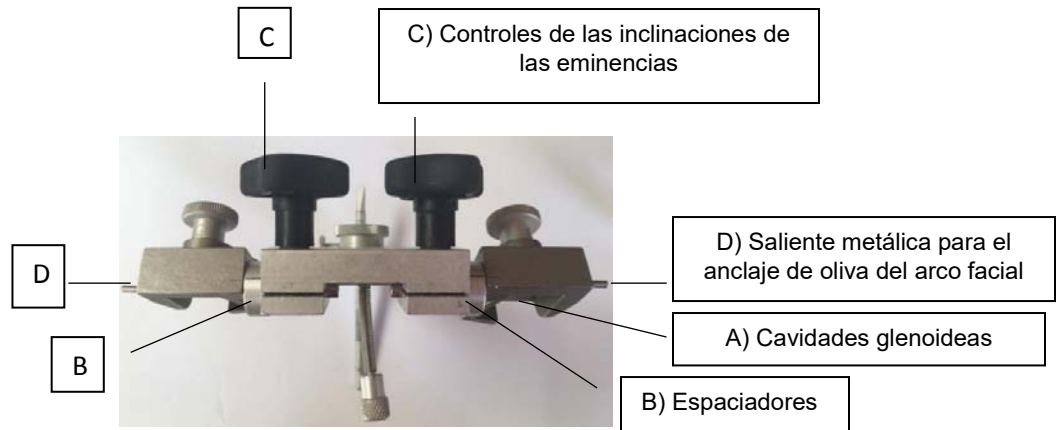 C
C) Controles de las inclinaciones de
las eminencias
D
D) Saliente metálica para el
anclaje de oliva del arco facial
A) Cavidades glenoideas
B
B) Espaciadores